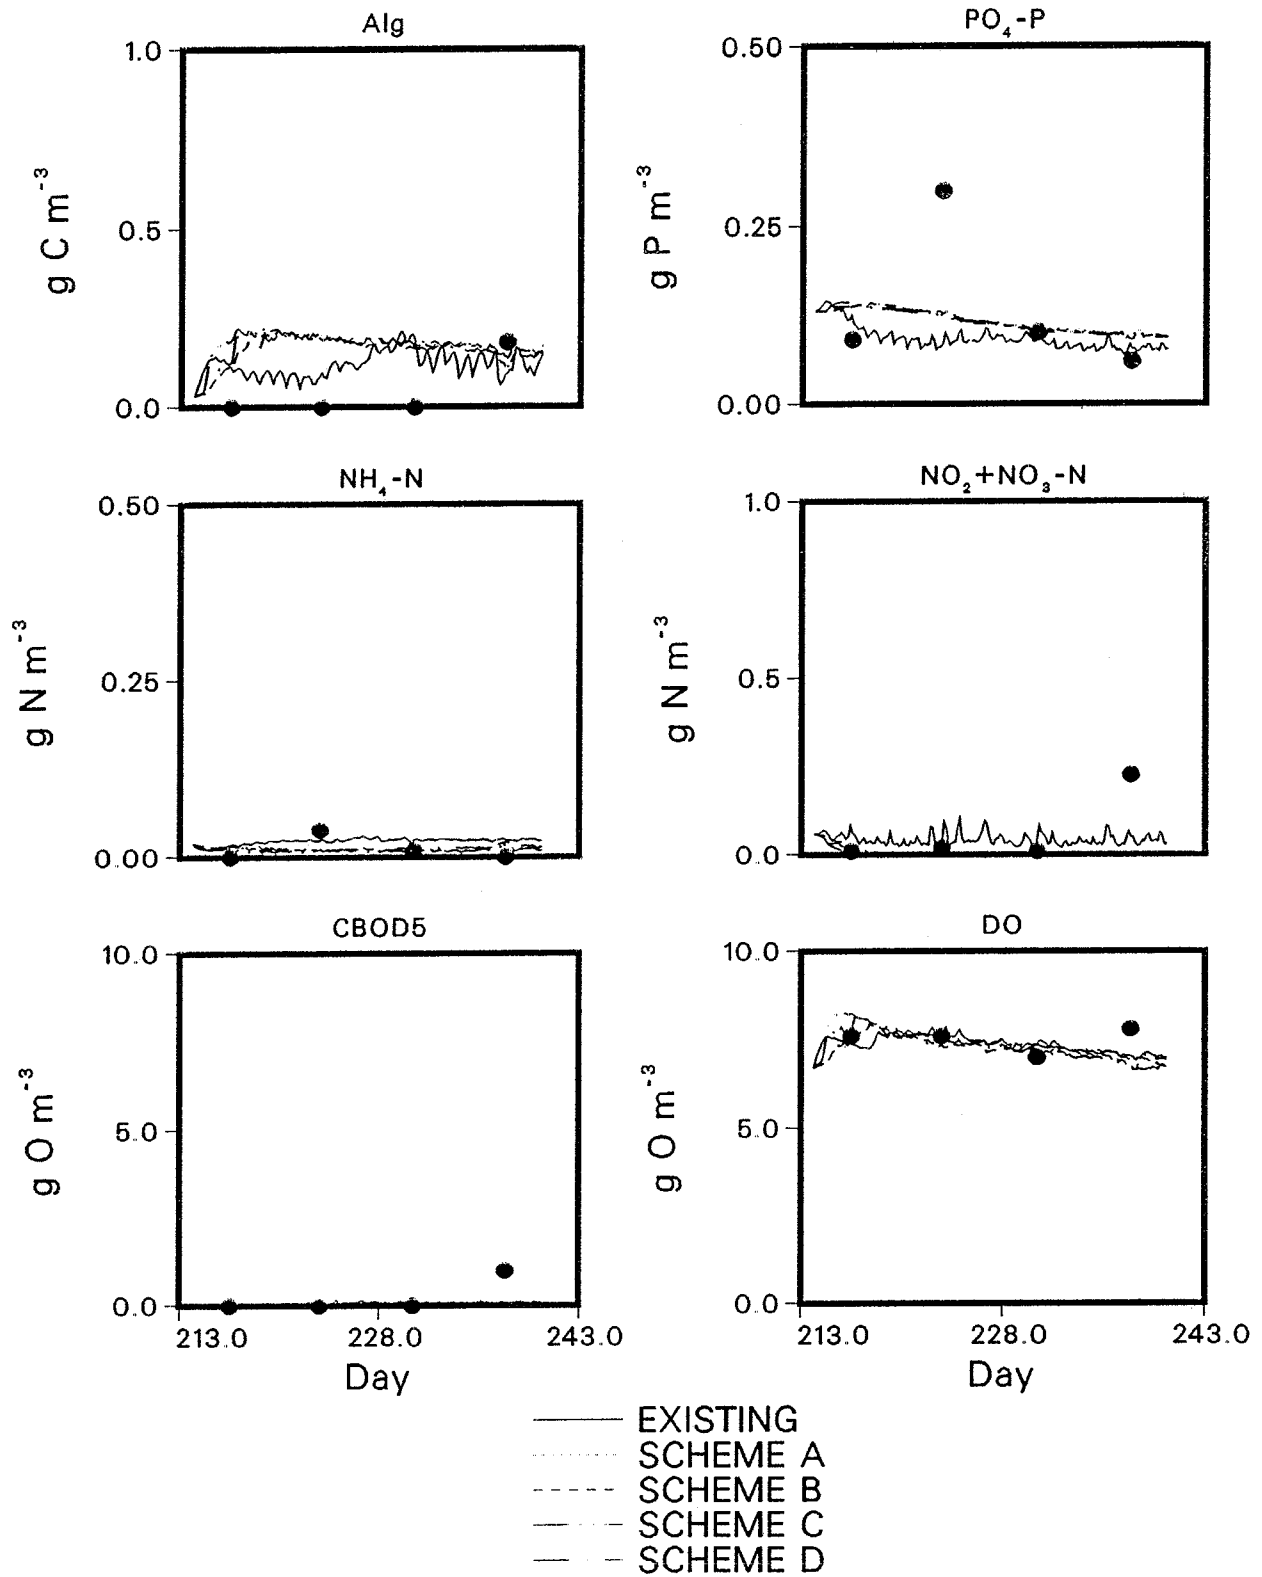 Alg
1.0
0.5
0.0
g C m⁻³
PO₄-P
0.50
0.25
0.00
g P m⁻³
NH₄-N
0.50
0.25
0.00
g N m⁻³
NO₂+NO₃-N
1.0
0.5
0.0
g N m⁻³
CBOD5
10.0
5.0
0.0
g O m⁻³
213.0 228.0 243.0
Day
DO
10.0
5.0
0.0
g O m⁻³
213.0 228.0 243.0
Day
EXISTING
SCHEME A
SCHEME B
SCHEME C
SCHEME D